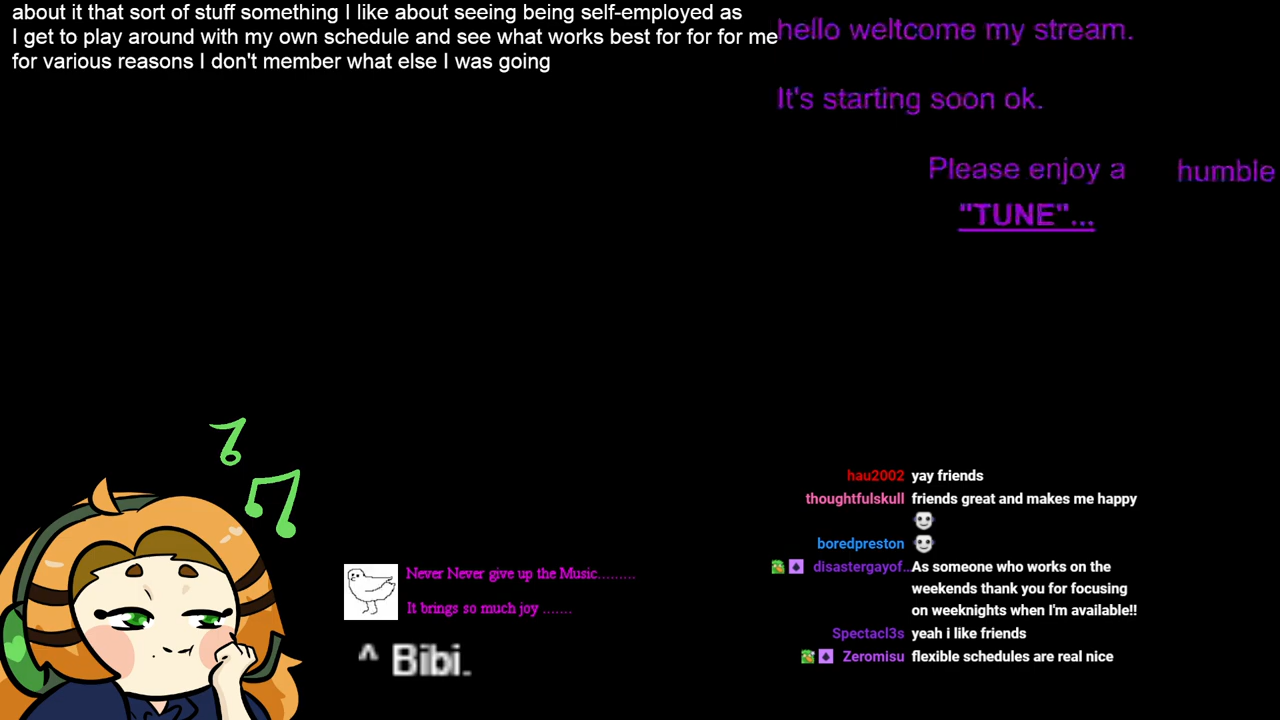 about it that sort of stuff something I like about seeing being self-employed as
I get to play around with my own schedule and see what works best for for for me
for various reasons I don't member what else I was going
hello weltcome my stream.
It's starting soon ok.
Please enjoy a humble
"TUNE"...
Never Never give up the Music.........
It brings so much joy .......
^ Bibi.
hau2002 yay friends
thoughtfulskull friends great and makes me happy
boredpreston
disastergayof... As someone who works on the
weekends thank you for focusing
on weeknights when I'm available!!
Spectacl3s yeah i like friends
Zeromisu flexible schedules are real nice